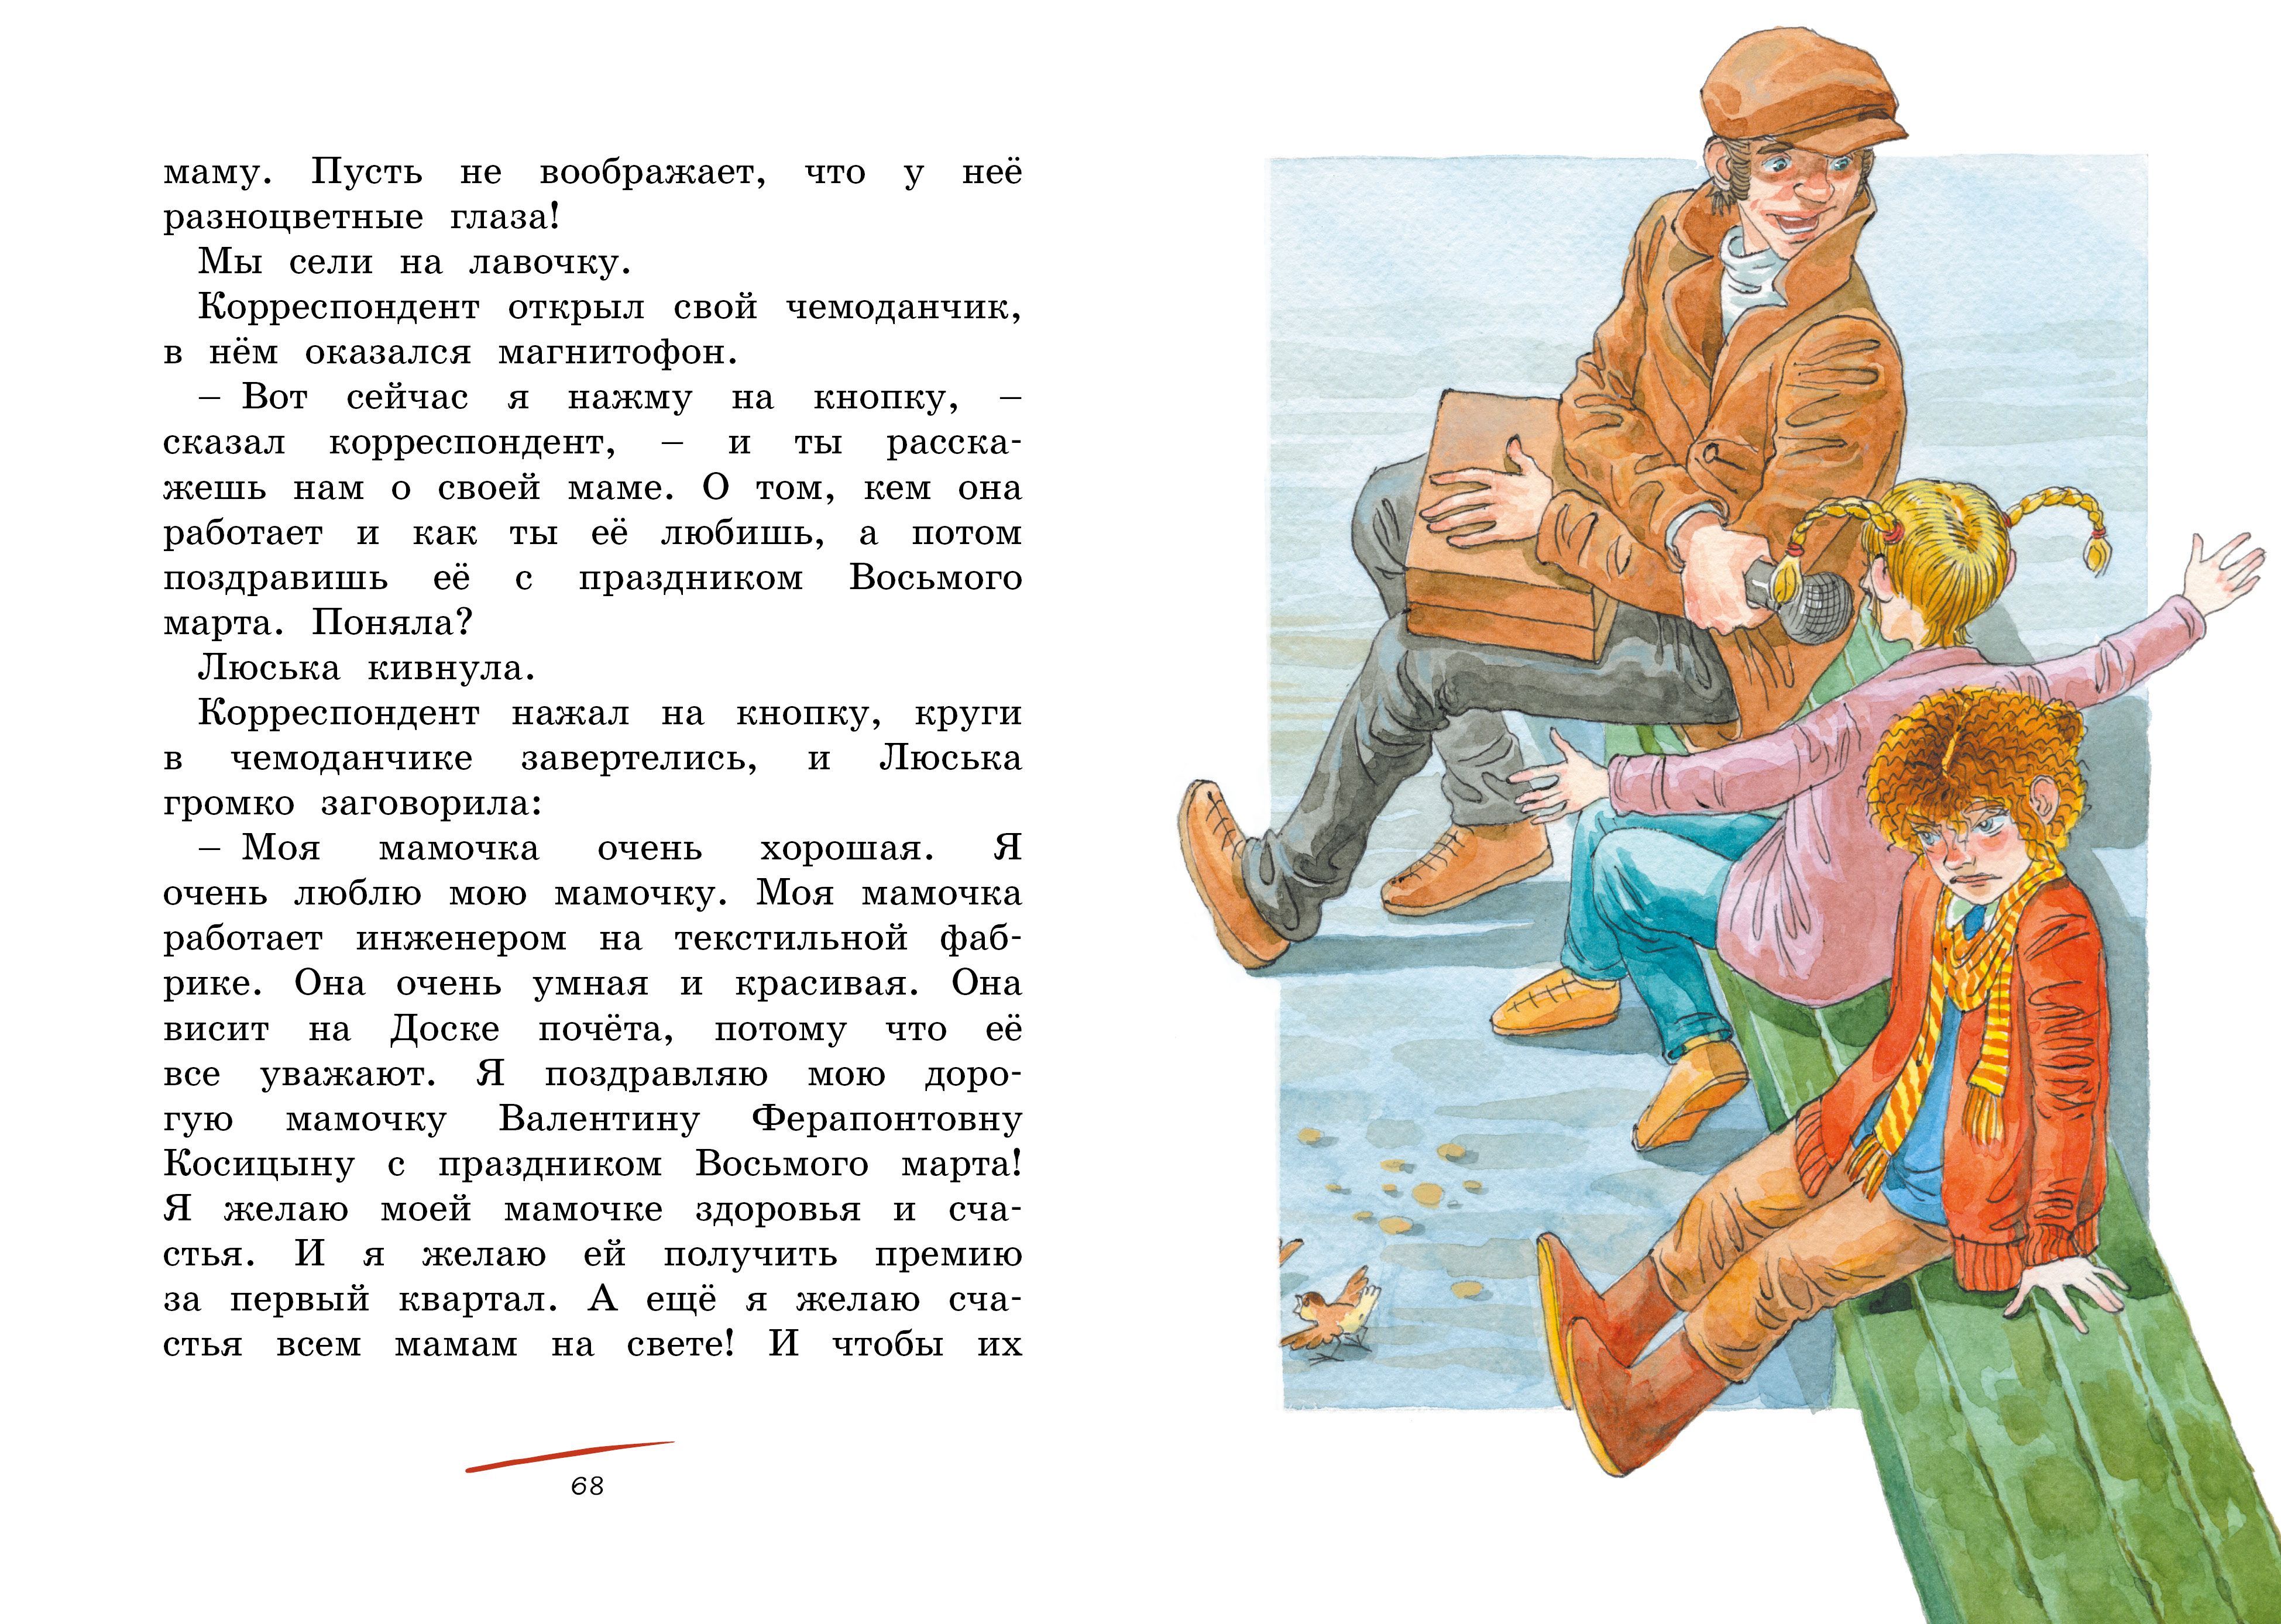 маму. Пусть не воображает, что у неё
разноцветные глаза!
Мы сели на лавочку.
Корреспондент открыл свой чемоданчик,
в нём оказался магнитофон.
– Вот сейчас я нажму на кнопку, –
сказал корреспондент, – и ты расска-
жешь нам о своей маме. О том, кем она
работает и как ты её любишь, а потом
поздравишь её с праздником Восьмого
марта. Поняла?
Люська кивнула.
Корреспондент нажал на кнопку, круги
в чемоданчике завертелись, и Люська
громко заговорила:
– Моя мамочка очень хорошая. Я
очень люблю мою мамочку. Моя мамочка
работает инженером на текстильной фаб-
рике. Она очень умная и красивая. Она
висит на Доске почёта, потому что её
все уважают. Я поздравляю мою доро-
гую мамочку Валентину Ферапонтовну
Косицыну с праздником Восьмого марта!
Я желаю моей мамочке здоровья и сча-
стья. И я желаю ей получить премию
за первый квартал. А ещё я желаю сча-
стья всем мамам на свете! И чтобы их
68